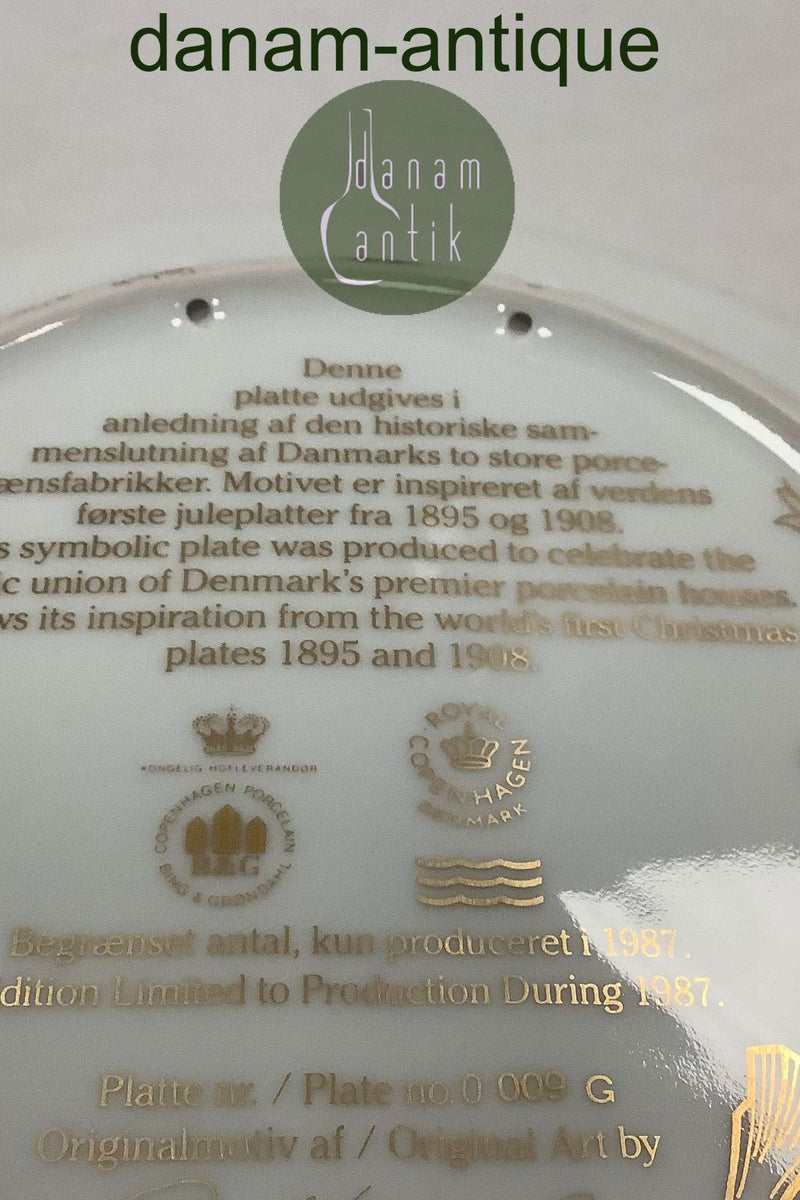 danam-antique
danam
antik
Denne
platte udgives i
anledning af den historiske sam-
menslutning af Danmarks to store porce-
ænsfabrikker. Motivet er inspireret af verdens
første juleplatter fra 1895 og 1908.
s symbolic plate was produced to celebrate the
ic union of Denmark's premier porcelain houses.
ws its inspiration from the world's first Christmas
plates 1895 and 1908.
KONGELIG HOFLEVERANDØR
COPENHAGEN PORCELAIN
B&G
BING & GRØNDAHL
ROYAL
COPENHAGEN
DENMARK
Begrænset antal, kun produceret i 1987.
dition Limited to Production During 1987.
Platte nr. / Plate no. 0 009 G
Originalmotiv af / Original Art by